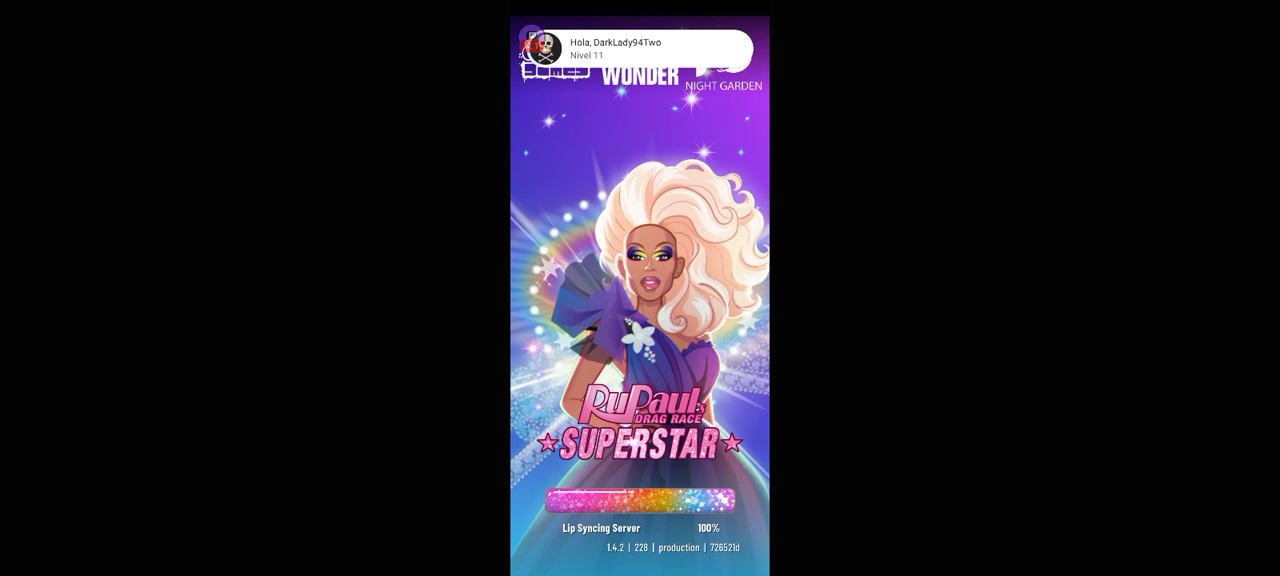 Hola, DarkLady94Two
Nivel 11
WONDER
NIGHT GARDEN
RuPaul's
DRAG RACE
SUPERSTAR
Lip Syncing Server 100%
1.4.2 | 228 | production | 726521d